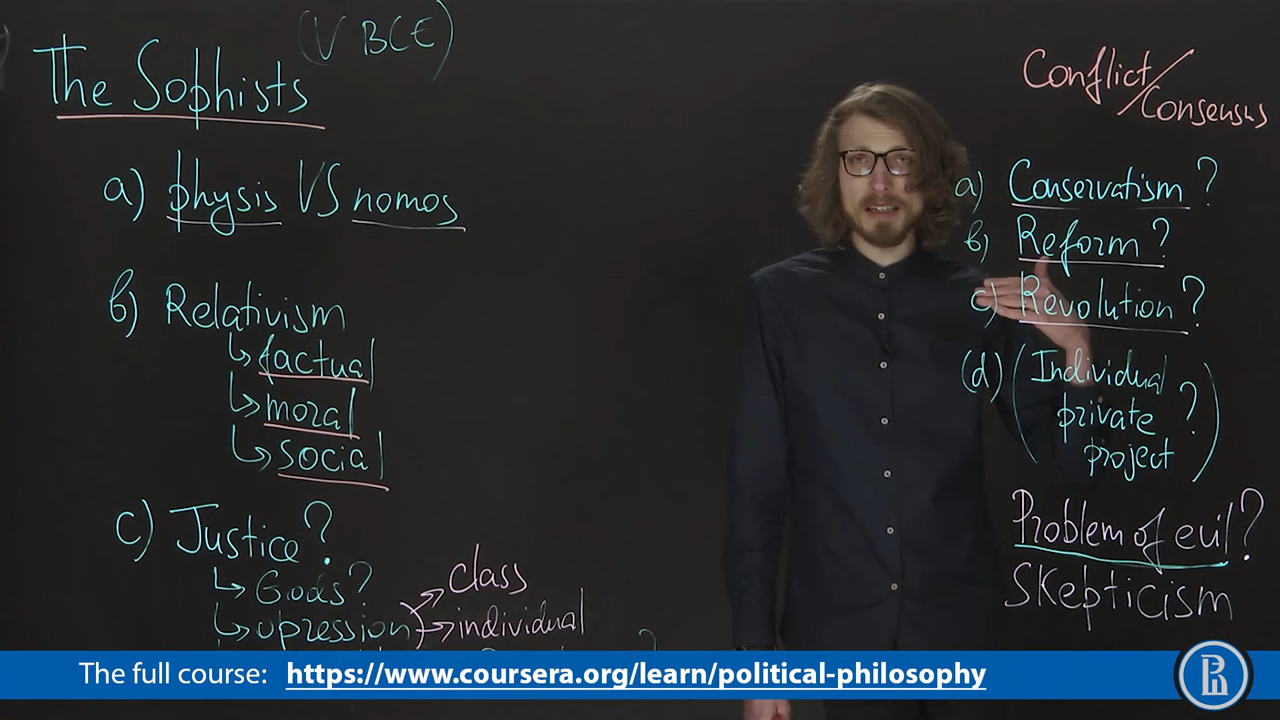 The Sophists (V BCE)
a) physis VS nomos
b) Relativism
↳ factual
↳ moral
↳ social
c) Justice?
↳ Gods?
↳ opression
→ class
→ individual
?
Conflict/
Consensus
a) Conservatism?
b) Reform?
c) Revolution?
(d) (Individual
private ?
project)
Problem of evil?
Skepticism
The full course: https://www.coursera.org/learn/political-philosophy